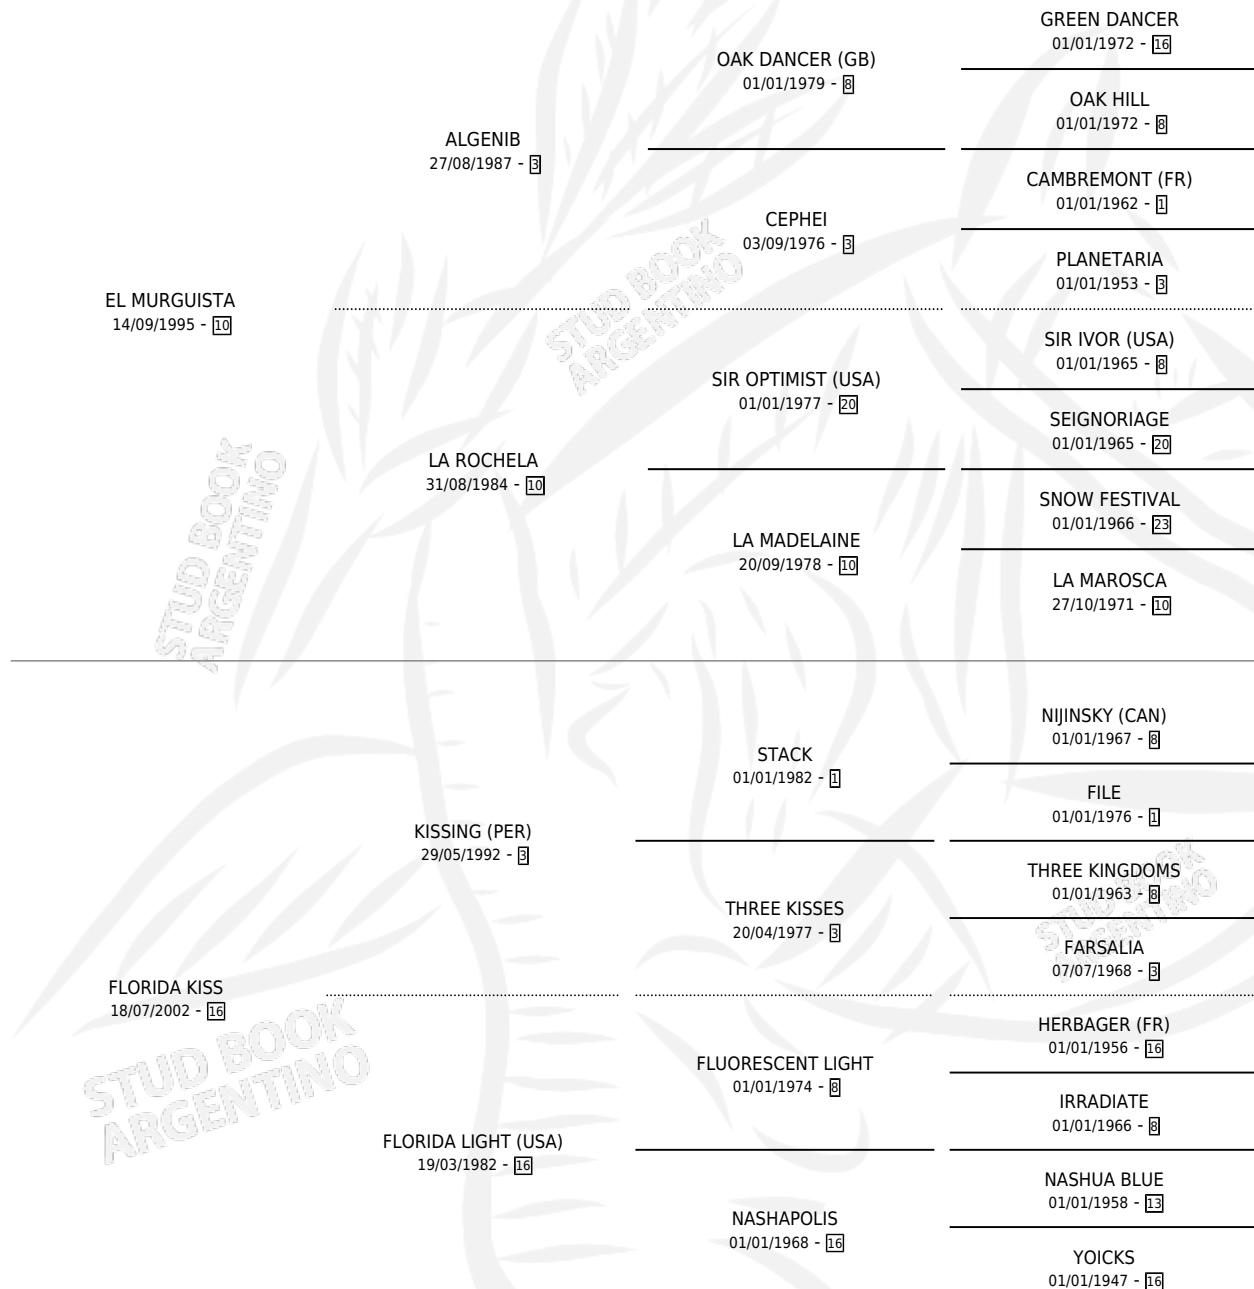 GREEN DANCER
01/01/1972 - 16
OAK DANCER (GB)
01/01/1979 - 8
OAK HILL
01/01/1972 - 8
ALGENIB
27/08/1987 - 3
CAMBREMONT (FR)
01/01/1962 - 1
CEPHEI
03/09/1976 - 3
PLANETARIA
01/01/1953 - 3
EL MURGUISTA
14/09/1995 - 10
STUD BOOK
ARGENTINO
SIR IVOR (USA)
01/01/1965 - 8
SIR OPTIMIST (USA)
01/01/1977 - 20
SEIGNORIAGE
01/01/1965 - 20
LA ROCHELA
31/08/1984 - 10
SNOW FESTIVAL
01/01/1966 - 23
LA MADELAINE
20/09/1978 - 10
LA MAROSCA
27/10/1971 - 10
STUD BOOK
ARGENTINO
NIJINSKY (CAN)
01/01/1967 - 8
STACK
01/01/1982 - 1
FILE
01/01/1976 - 1
KISSING (PER)
29/05/1992 - 3
THREE KINGDOMS
01/01/1963 - 8
THREE KISSES
20/04/1977 - 3
FARSALIA
07/07/1968 - 3
STUD BOOK
ARGENTINO
FLORIDA KISS
18/07/2002 - 16
STUD BOOK
ARGENTINO
HERBAGER (FR)
01/01/1956 - 16
FLUORESCENT LIGHT
01/01/1974 - 8
IRRADIATE
01/01/1966 - 8
FLORIDA LIGHT (USA)
19/03/1982 - 16
NASHUA BLUE
01/01/1958 - 13
NASHAPOLIS
01/01/1968 - 16
YOICKS
01/01/1947 - 16